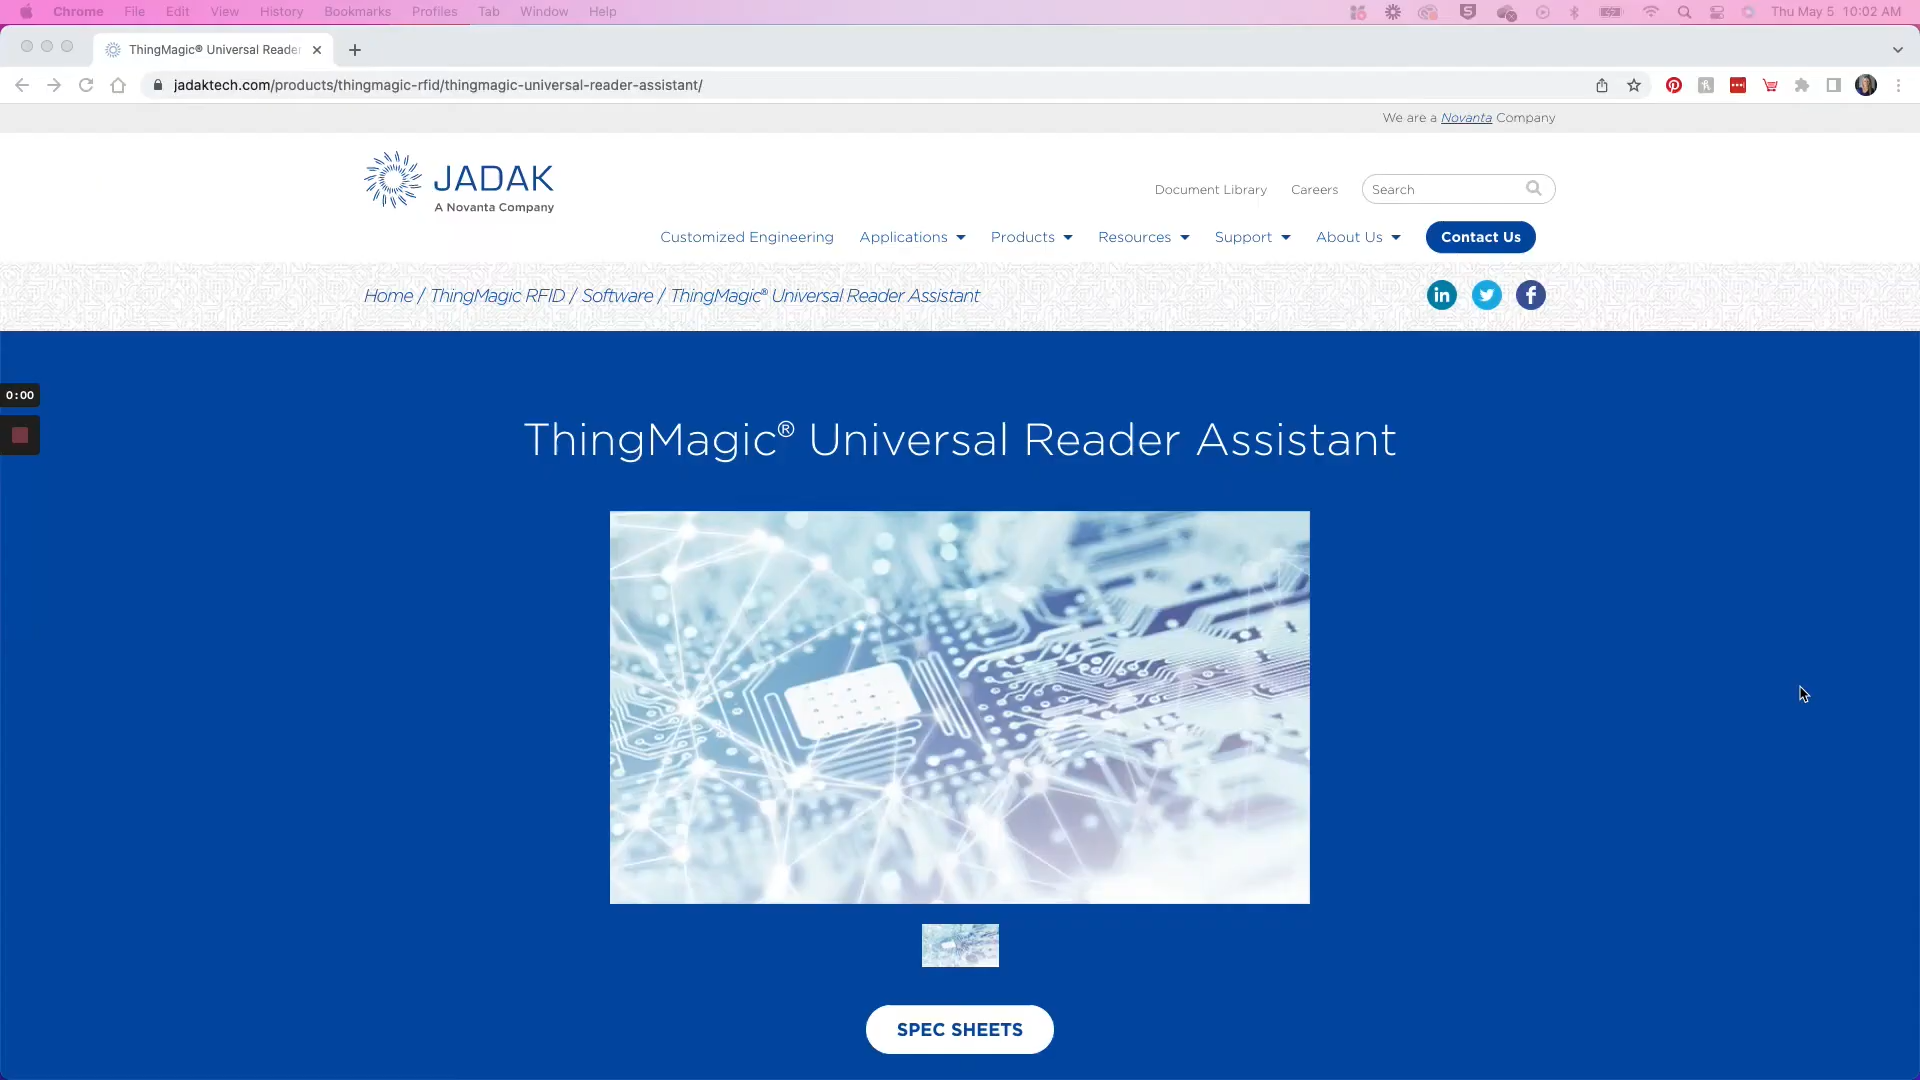 Chrome File Edit View History Bookmarks Profiles Tab Window Help Thu May 5 10:02 AM
ThingMagic® Universal Reader
jadaktech.com/products/thingmagic-rfid/thingmagic-universal-reader-assistant/
We are a Novanta Company
JADAK
A Novanta Company
Document Library Careers Search
Customized Engineering Applications Products Resources Support About Us Contact Us
Home / ThingMagic RFID / Software / ThingMagic® Universal Reader Assistant
0:00
ThingMagic® Universal Reader Assistant
SPEC SHEETS